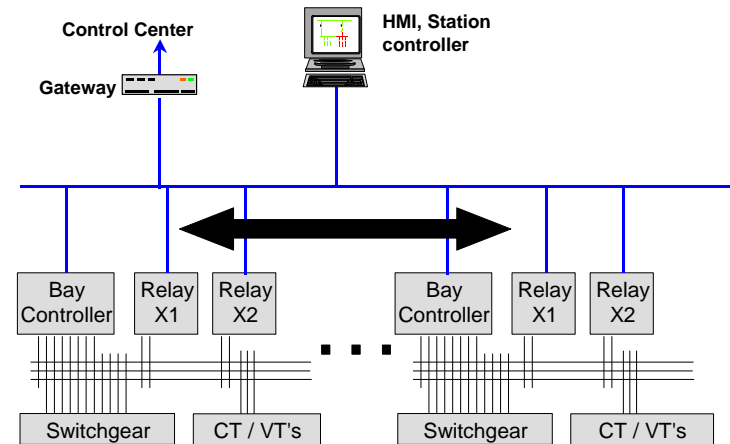 Control Center
HMI, Station
controller
Gateway
Bay
Controller
Relay
X1
Relay
X2
Bay
Controller
Relay
X1
Relay
X2
Switchgear
CT / VT's
Switchgear
CT / VT's